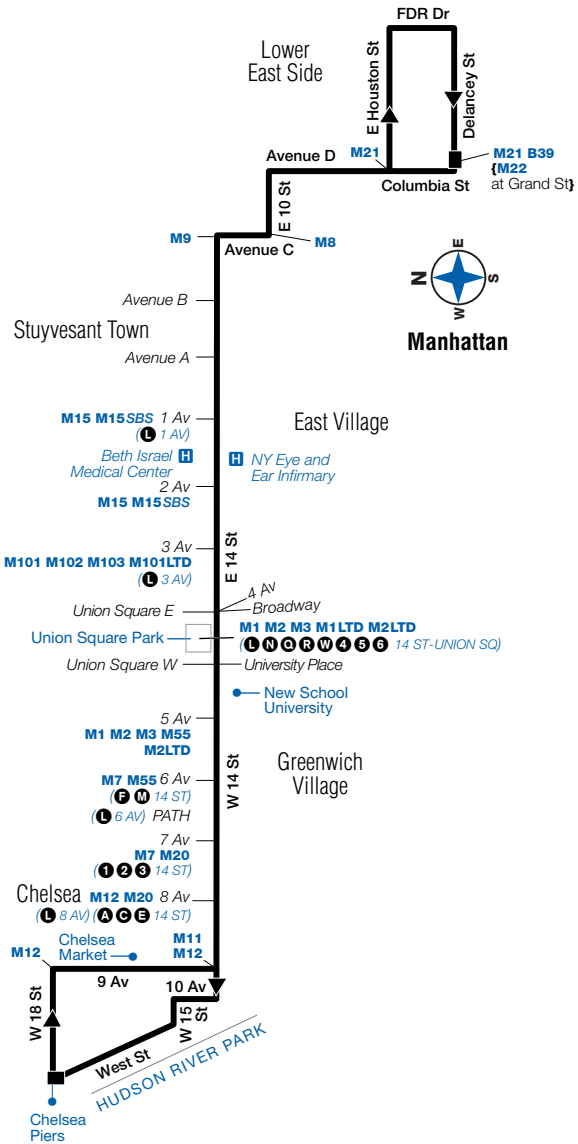 FDR Dr
Lower
East Side
E Houston St
Delancey St
M21
M21 B39
{M22
at Grand St}
Avenue D
Columbia St
E 10 St
M9
Avenue C
M8
N
E
S
W
Manhattan
Avenue B
Stuyvesant Town
Avenue A
M15 M15SBS 1 Av
(L 1 AV)
East Village
Beth Israel H
Medical Center
H NY Eye and
Ear Infirmary
2 Av
M15 M15SBS
E 14 St
3 Av
M101 M102 M103 M101LTD
(L 3 AV)
4 Av
Union Square E
Broadway
Union Square Park
M1 M2 M3 M1LTD M2LTD
(L N Q R W 4 5 6 14 ST-UNION SQ)
Union Square W
University Place
New School
University
5 Av
M1 M2 M3 M55
M2LTD
Greenwich
Village
W 14 St
M7 M55 6 Av
(F M 14 ST)
(L 6 AV) PATH
7 Av
M7 M20
(1 2 3 14 ST)
Chelsea
M12 M20 8 Av
(L 8 AV) (A C E 14 ST)
Chelsea
Market
M12
M11
M12
9 Av
10 Av
W 18 St
W 15
St
West St
HUDSON RIVER PARK
Chelsea
Piers